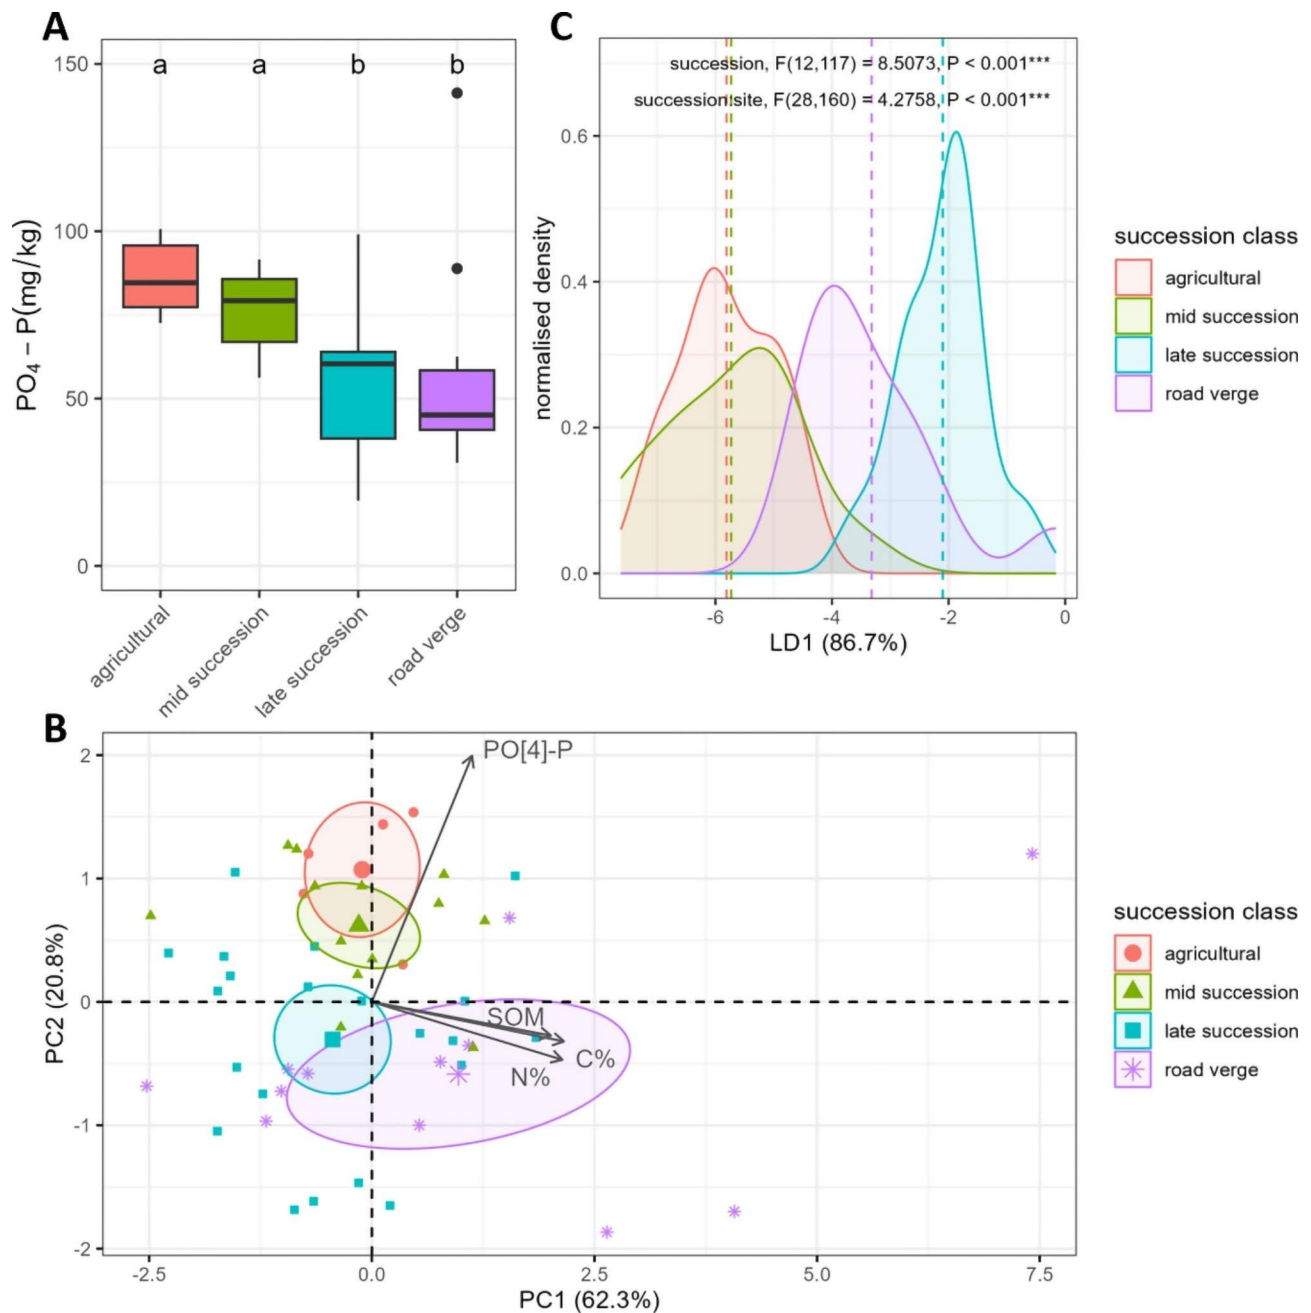 A
C
150
100
50
0
PO4 – P(mg/kg)
a
a
b
b
agricultural
mid succession
late succession
road verge
succession, F(12,117) = 8.5073, P < 0.001***
succession:site, F(28,160) = 4.2758, P < 0.001***
normalised density
0.6
0.4
0.2
0.0
-6
-4
-2
0
LD1 (86.7%)
succession class
agricultural
mid succession
late succession
road verge
B
PC2 (20.8%)
2
1
0
-1
-2
PO[4]-P
SOM
C%
N%
-2.5
0.0
2.5
5.0
7.5
PC1 (62.3%)
succession class
agricultural
mid succession
late succession
road verge